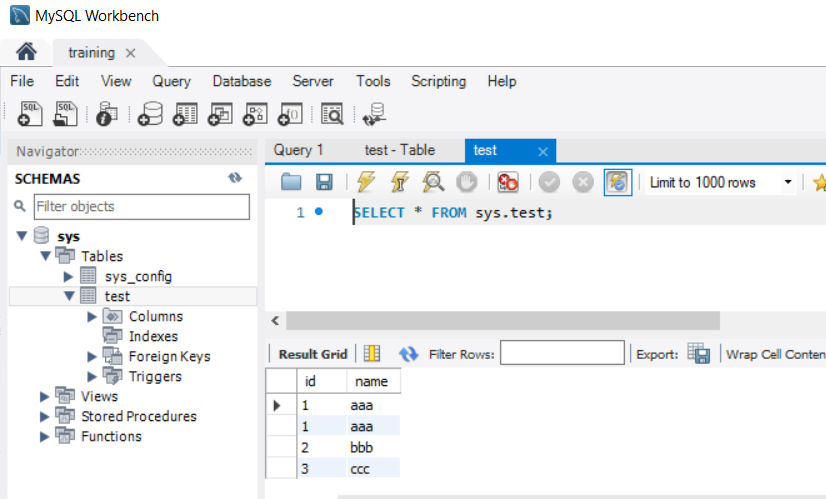 MySQL Workbench
training
File Edit View Query Database Server Tools Scripting Help
SQL SQL
Navigator
Query 1 test - Table test
SCHEMAS
Limit to 1000 rows
Filter objects
1 SELECT * FROM sys.test;
sys
Tables
sys_config
test
Columns
Indexes
Foreign Keys
Triggers
Views
Stored Procedures
Functions
Result Grid Filter Rows: Export: Wrap Cell Conten
id name
1 aaa
1 aaa
2 bbb
3 ccc